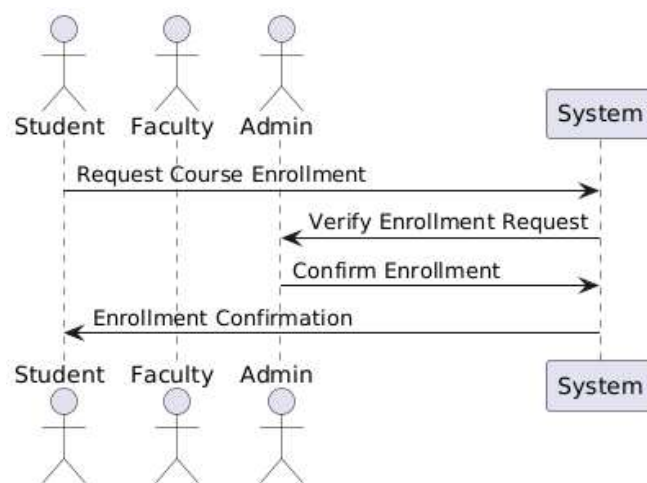 Student Faculty Admin System
Request Course Enrollment
Verify Enrollment Request
Confirm Enrollment
Enrollment Confirmation
Student Faculty Admin System